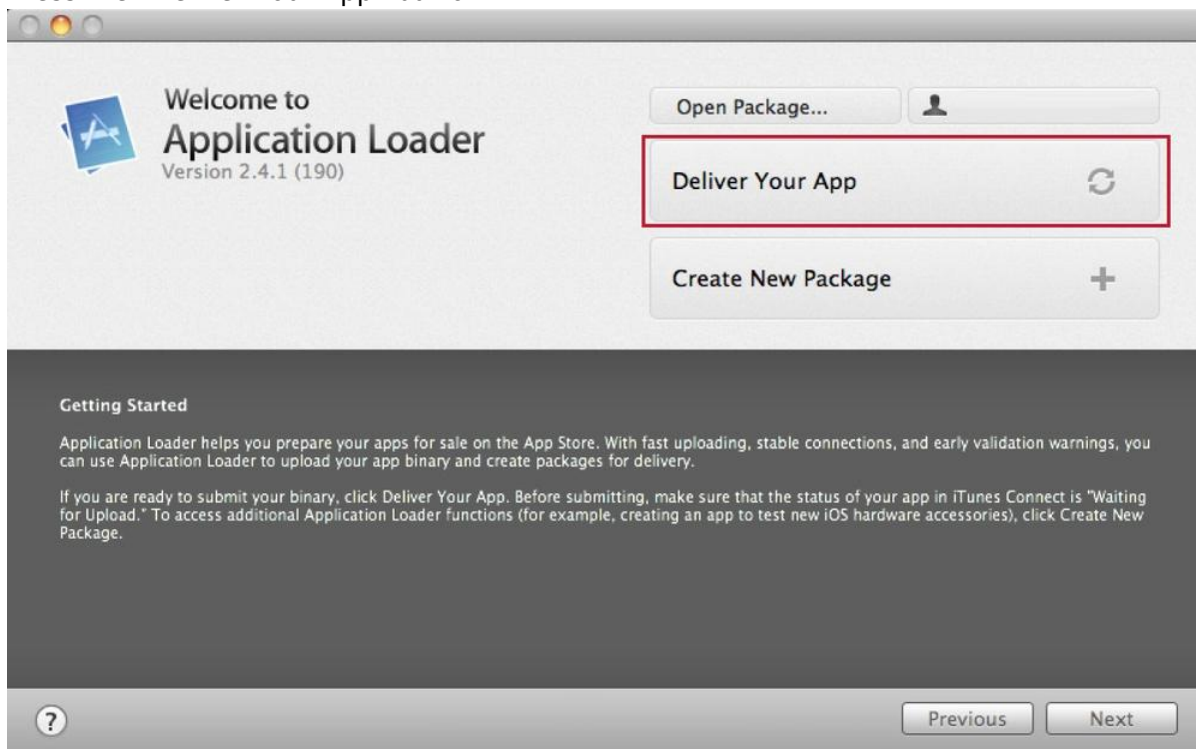 Welcome to
Application Loader
Version 2.4.1 (190)
Open Package...
Deliver Your App
Create New Package
Getting Started
Application Loader helps you prepare your apps for sale on the App Store. With fast uploading, stable connections, and early validation warnings, you
can use Application Loader to upload your app binary and create packages for delivery.
If you are ready to submit your binary, click Deliver Your App. Before submitting, make sure that the status of your app in iTunes Connect is "Waiting
for Upload." To access additional Application Loader functions (for example, creating an app to test new iOS hardware accessories), click Create New
Package.
?
Previous
Next